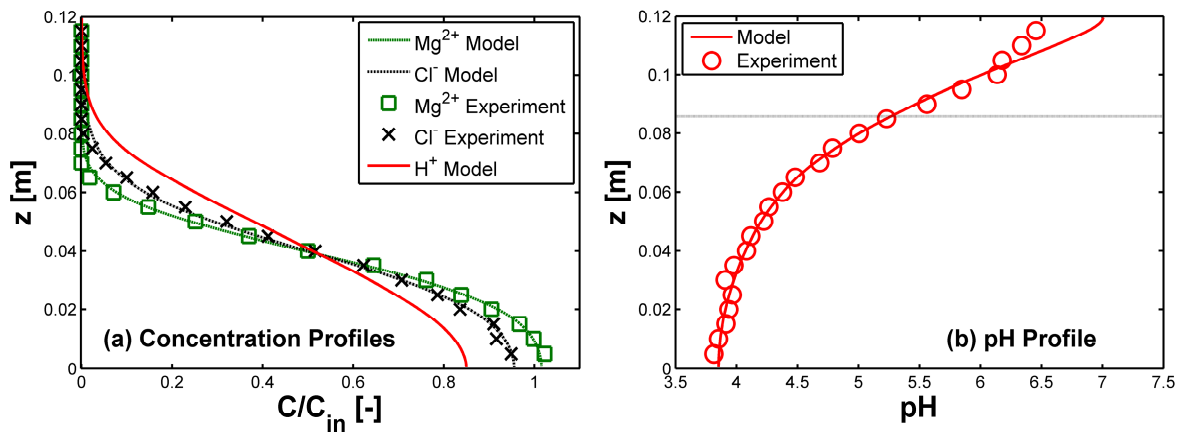 0.12
0.1
0.08
0.06
0.04
0.02
0
z [m]
Mg2+ Model
Cl- Model
Mg2+ Experiment
Cl- Experiment
H+ Model
(a) Concentration Profiles
0 0.2 0.4 0.6 0.8 1
C/Cin [-]
0.12
0.1
0.08
0.06
0.04
0.02
0
z [m]
Model
Experiment
(b) pH Profile
3.5 4 4.5 5 5.5 6 6.5 7 7.5
pH